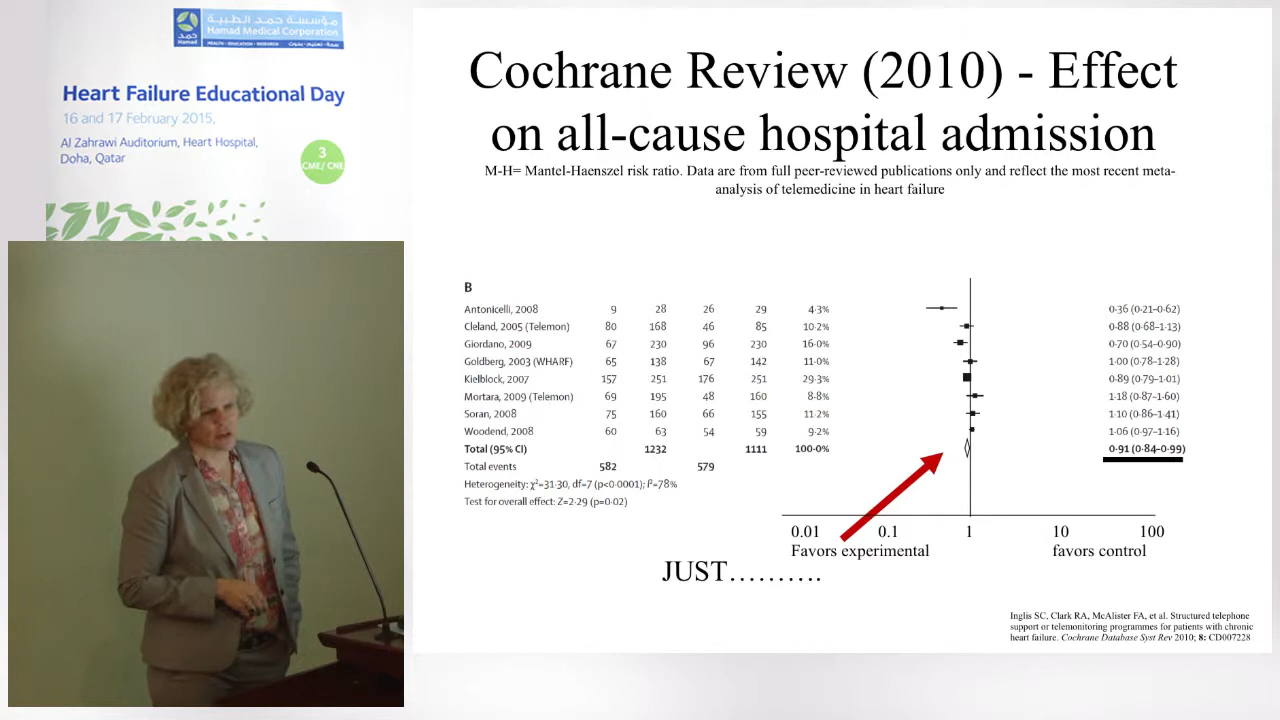 مؤسسة حمد الطبية
Hamad Medical Corporation
HEALTH • EDUCATION • RESEARCH صحة • تعليم • بحوث
حمد
Hamad
Heart Failure Educational Day
16 and 17 February 2015,
Al Zahrawi Auditorium, Heart Hospital,
Doha, Qatar
3
CME/ CNE
Cochrane Review (2010) - Effect
on all-cause hospital admission
M-H= Mantel-Haenszel risk ratio. Data are from full peer-reviewed publications only and reflect the most recent meta-
analysis of telemedicine in heart failure
B
Antonicelli, 2008 9 28 26 29 4·3% 0·36 (0·21–0·62)
Cleland, 2005 (Telemon) 80 168 46 85 10·2% 0·88 (0·68–1·13)
Giordano, 2009 67 230 96 230 16·0% 0·70 (0·54–0·90)
Goldberg, 2003 (WHARF) 65 138 67 142 11·0% 1·00 (0·78–1·28)
Kielblock, 2007 157 251 176 251 29·3% 0·89 (0·79–1·01)
Mortara, 2009 (Telemon) 69 195 48 160 8·8% 1·18 (0·87–1·60)
Soran, 2008 75 160 66 155 11·2% 1·10 (0·86–1·41)
Woodend, 2008 60 63 54 59 9·2% 1·06 (0·97–1·16)
Total (95% CI) 1232 1111 100·0% 0·91 (0·84–0·99)
Total events 582 579
Heterogeneity: χ²=31·30, df=7 (p<0·0001); I²=78%
Test for overall effect: Z=2·29 (p=0·02)
0.01 0.1 1 10 100
Favors experimental favors control
JUST……….
Inglis SC, Clark RA, McAlister FA, et al. Structured telephone
support or telemonitoring programmes for patients with chronic
heart failure. Cochrane Database Syst Rev 2010; 8: CD007228